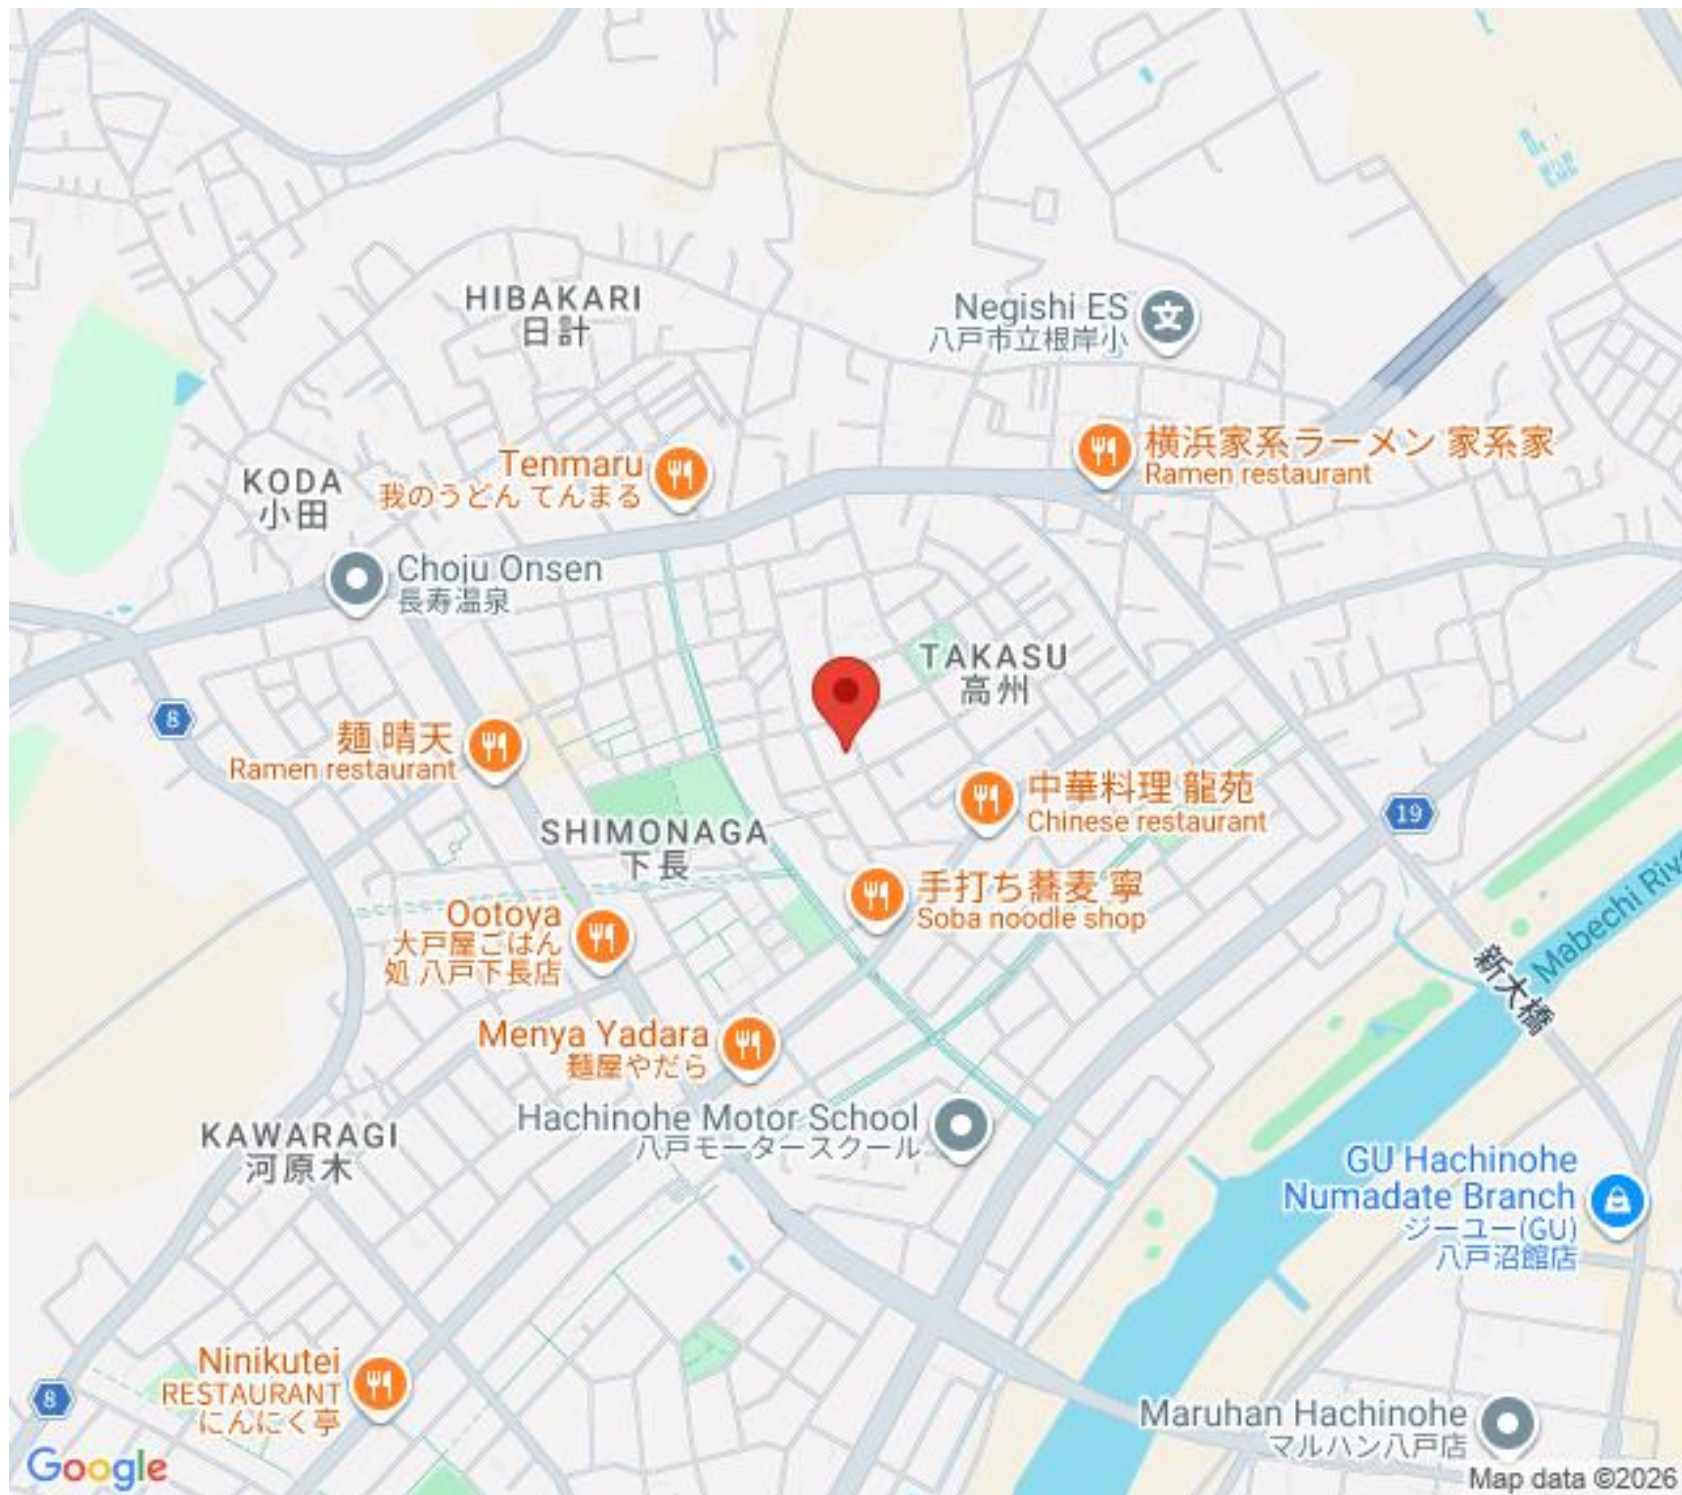 HIBAKARI
日計
Negishi ES
八戸市立根岸小
横浜家系ラーメン 家系家
Ramen restaurant
Tenmaru
我のうどん てんまる
KODA
小田
Choju Onsen
長寿温泉
TAKASU
高州
8
麺 晴天
Ramen restaurant
中華料理 龍苑
Chinese restaurant
19
SHIMONAGA
下長
手打ち蕎麦 寧
Soba noodle shop
Ootoya
大戸屋ごはん
処 八戸下長店
Mabechi Riv
新大橋
Menya Yadara
麺屋やだら
Hachinohe Motor School
八戸モータースクール
KAWARAGI
河原木
GU Hachinohe
Numadate Branch
ジーユー(GU)
八戸沼館店
Ninikutei
RESTAURANT
にんにく亭
8
Maruhan Hachinohe
マルハン八戸店
Google
Map data ©2026